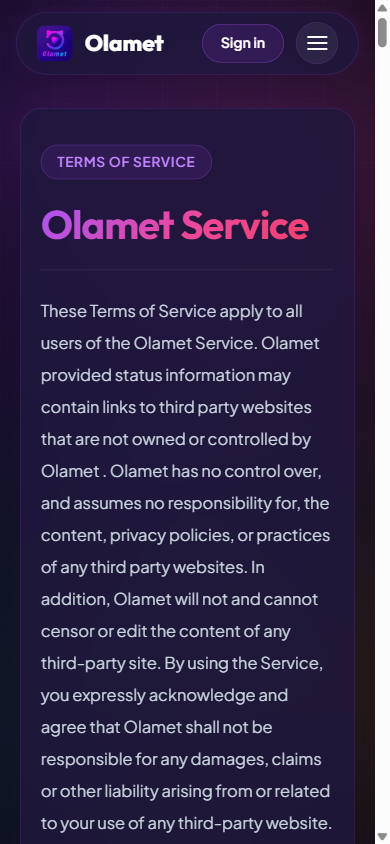 Olamet
Olamet
Sign in
TERMS OF SERVICE
Olamet Service
These Terms of Service apply to all
users of the Olamet Service. Olamet
provided status information may
contain links to third party websites
that are not owned or controlled by
Olamet . Olamet has no control over,
and assumes no responsibility for, the
content, privacy policies, or practices
of any third party websites. In
addition, Olamet will not and cannot
censor or edit the content of any
third-party site. By using the Service,
you expressly acknowledge and
agree that Olamet shall not be
responsible for any damages, claims
or other liability arising from or related
to your use of any third-party website.